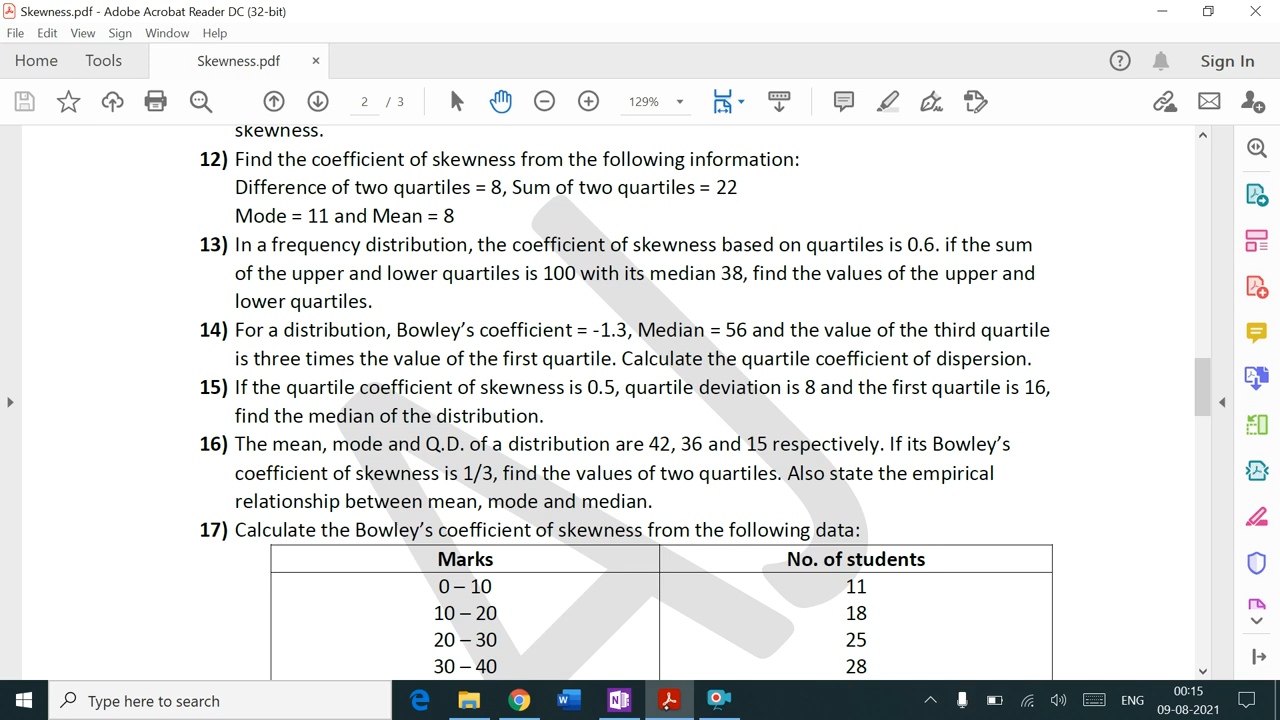 Skewness.pdf - Adobe Acrobat Reader DC (32-bit)
File Edit View Sign Window Help
Home Tools Skewness.pdf × Sign In
2 / 3 129%
skewness.
12) Find the coefficient of skewness from the following information:
Difference of two quartiles = 8, Sum of two quartiles = 22
Mode = 11 and Mean = 8
13) In a frequency distribution, the coefficient of skewness based on quartiles is 0.6. if the sum
of the upper and lower quartiles is 100 with its median 38, find the values of the upper and
lower quartiles.
14) For a distribution, Bowley's coefficient = -1.3, Median = 56 and the value of the third quartile
is three times the value of the first quartile. Calculate the quartile coefficient of dispersion.
15) If the quartile coefficient of skewness is 0.5, quartile deviation is 8 and the first quartile is 16,
find the median of the distribution.
16) The mean, mode and Q.D. of a distribution are 42, 36 and 15 respectively. If its Bowley's
coefficient of skewness is 1/3, find the values of two quartiles. Also state the empirical
relationship between mean, mode and median.
17) Calculate the Bowley's coefficient of skewness from the following data:
Marks No. of students
0 – 10 11
10 – 20 18
20 – 30 25
30 – 40 28
Type here to search
ENG
00:15
09-08-2021